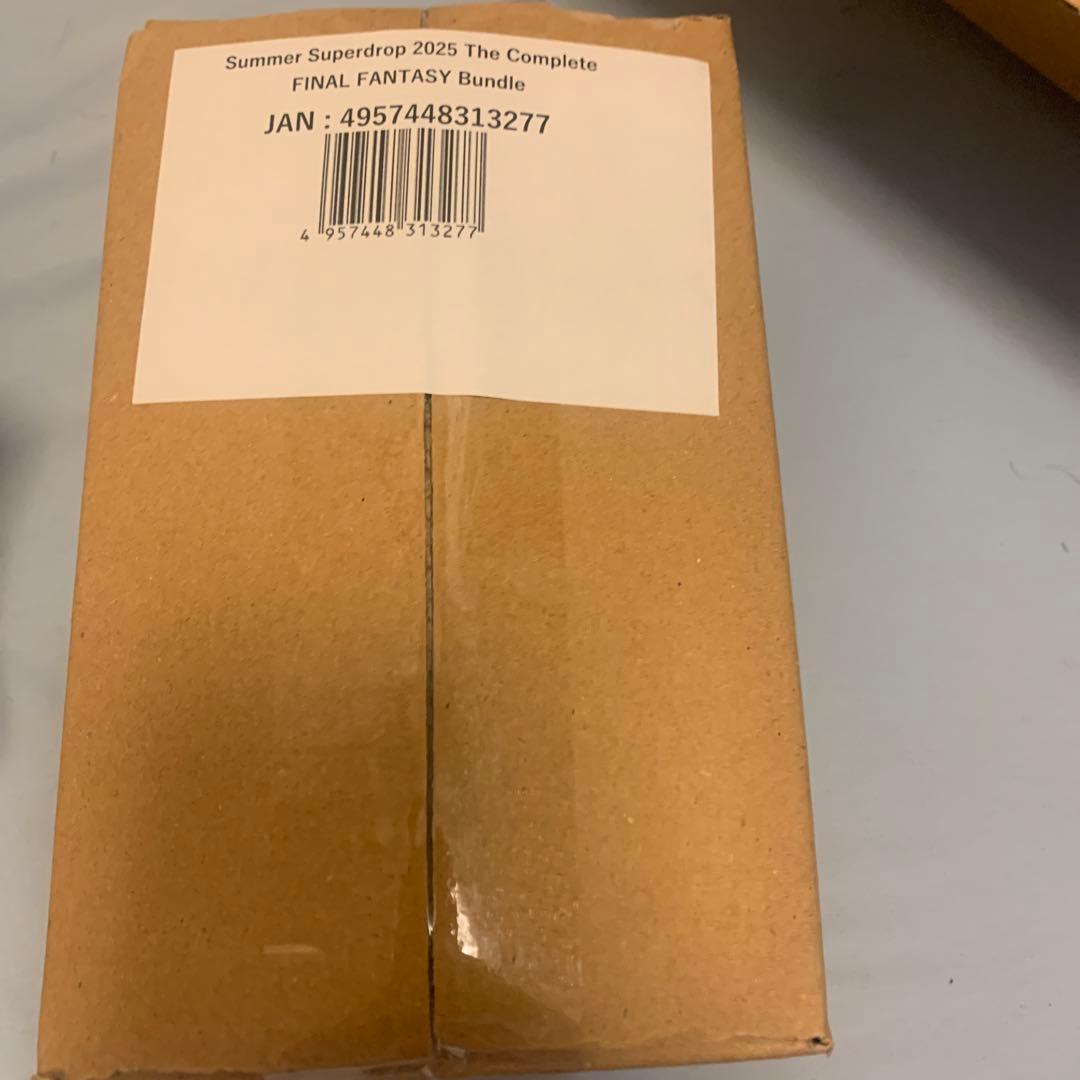 Summer Superdrop 2025 The Complete
FINAL FANTASY Bundle
JAN : 4957448313277
4 957448 313277